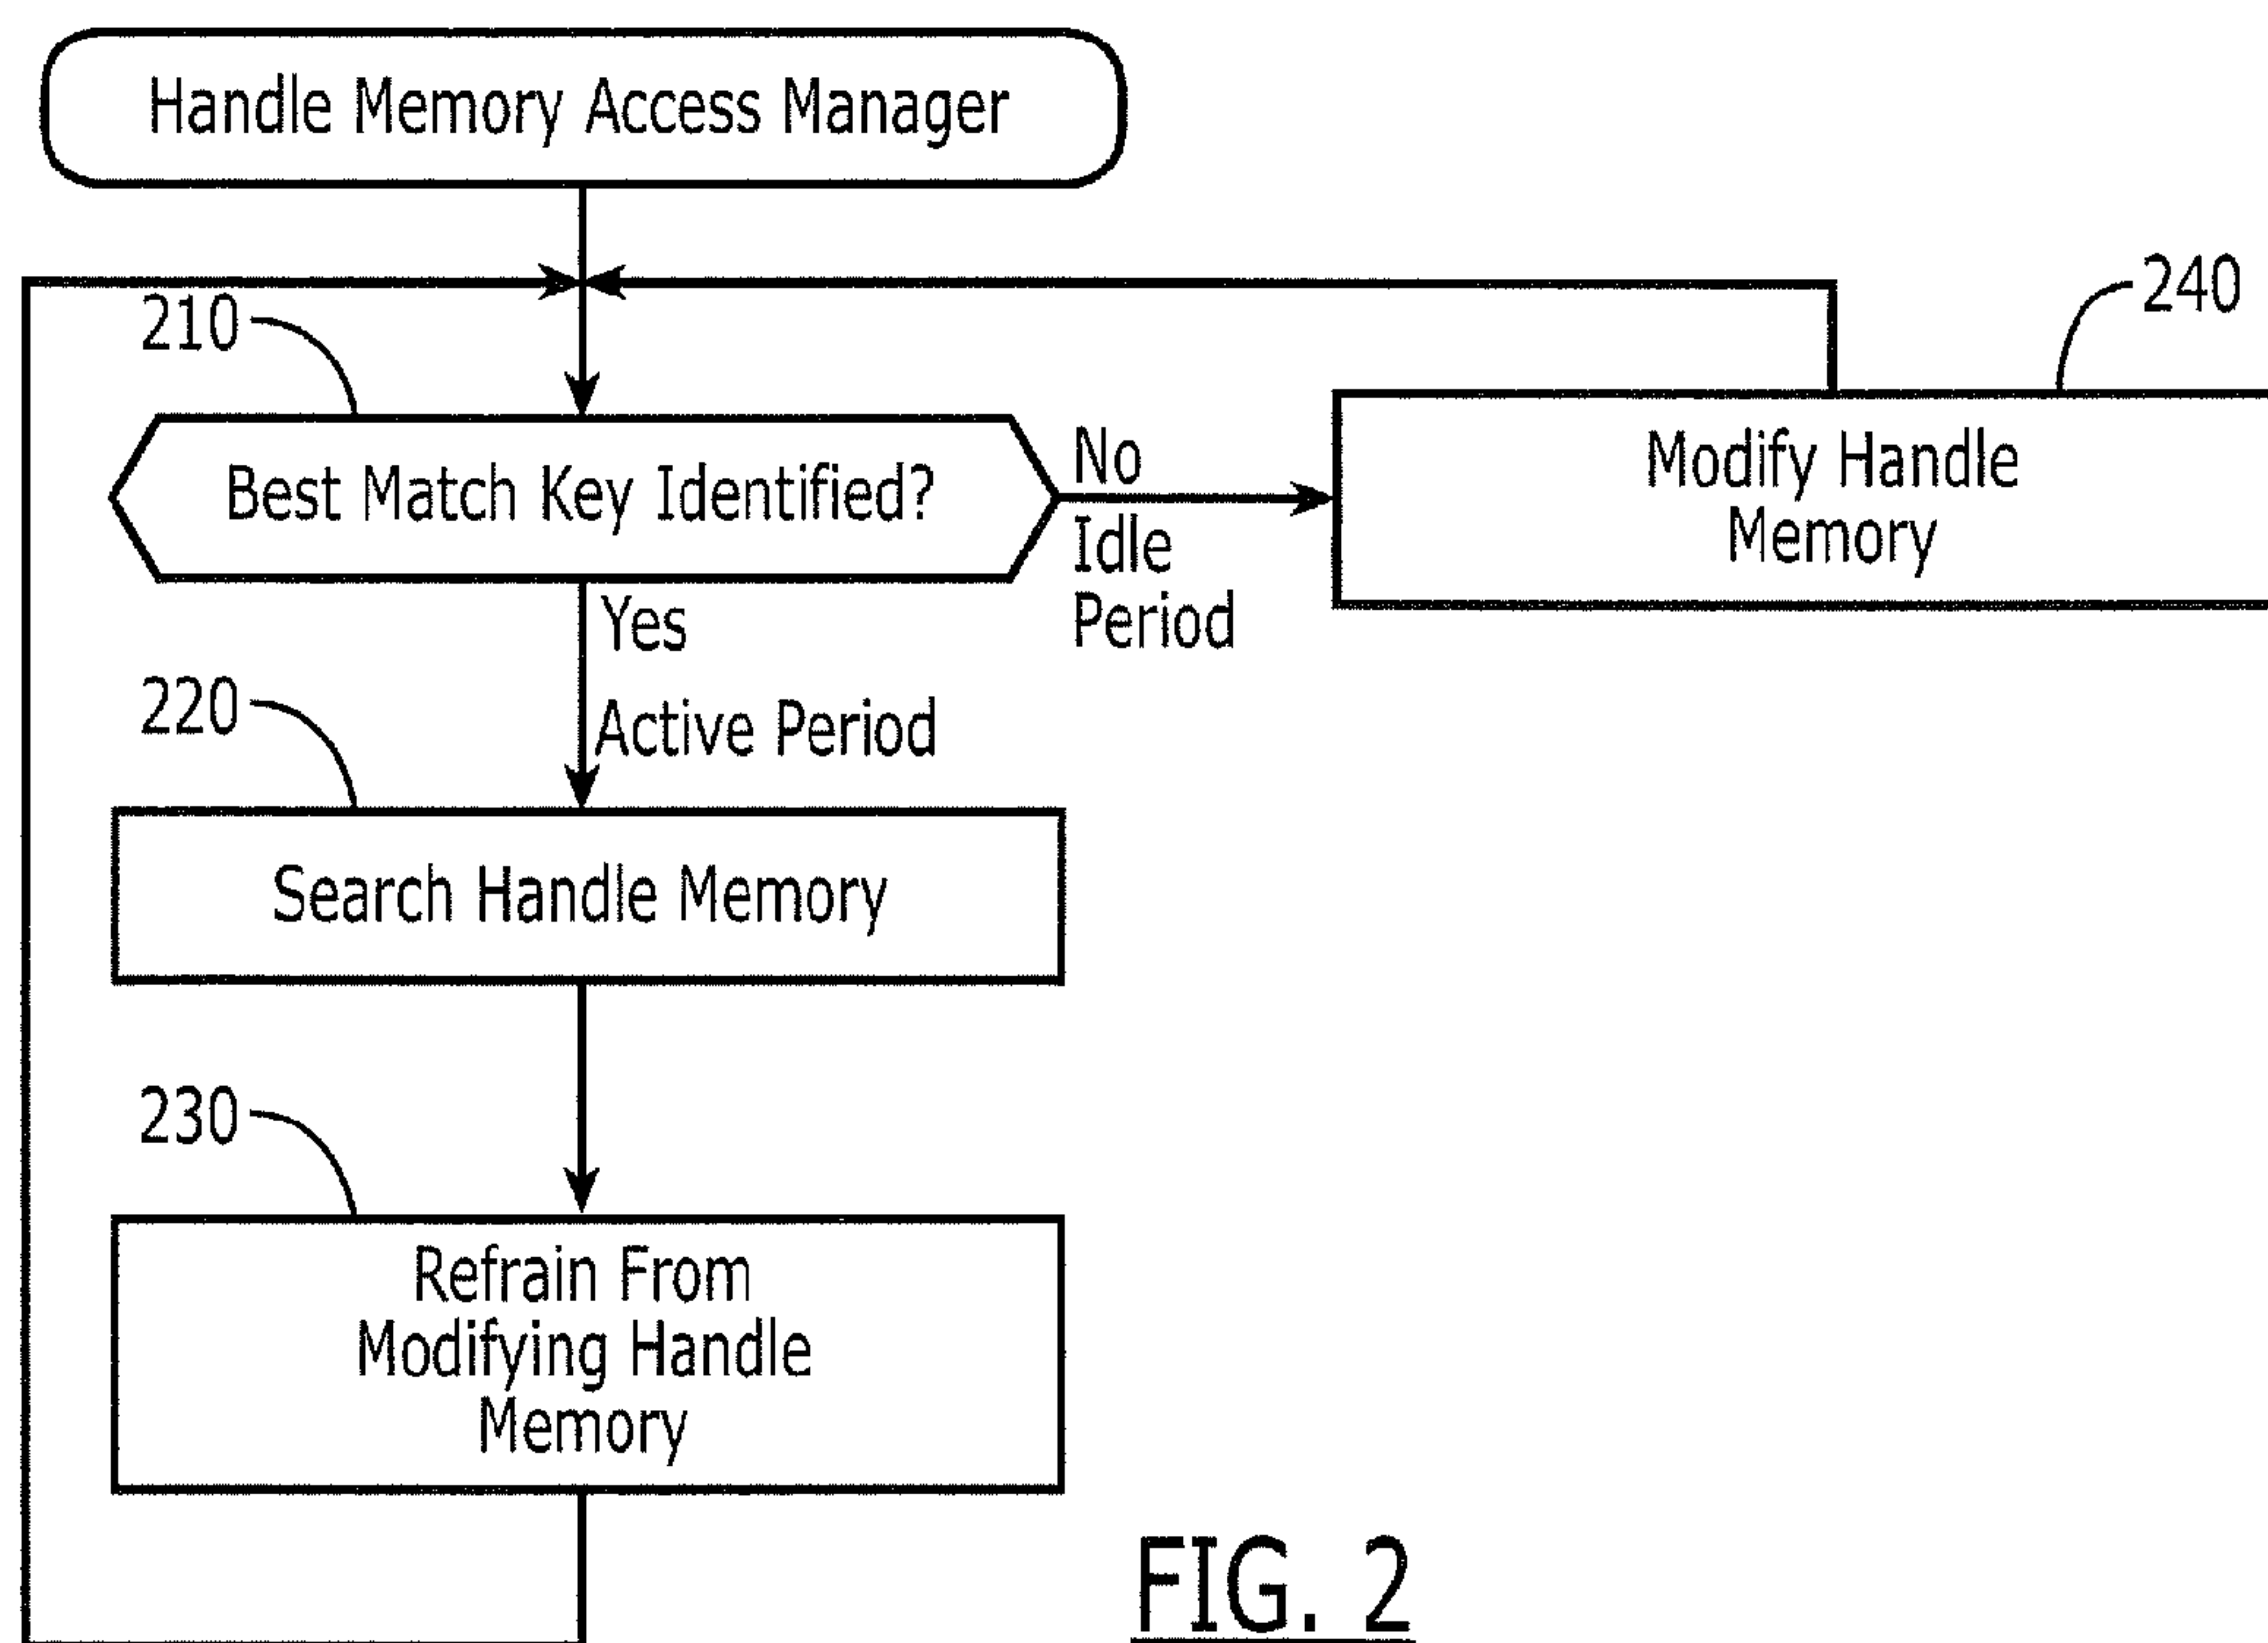 Handle Memory Access Manager
240
210
Best Match Key Identified?
No
Idle
Period
Modify Handle
Memory
Yes
Active Period
220
Search Handle Memory
230
Refrain From
Modifying Handle
Memory
FIG. 2